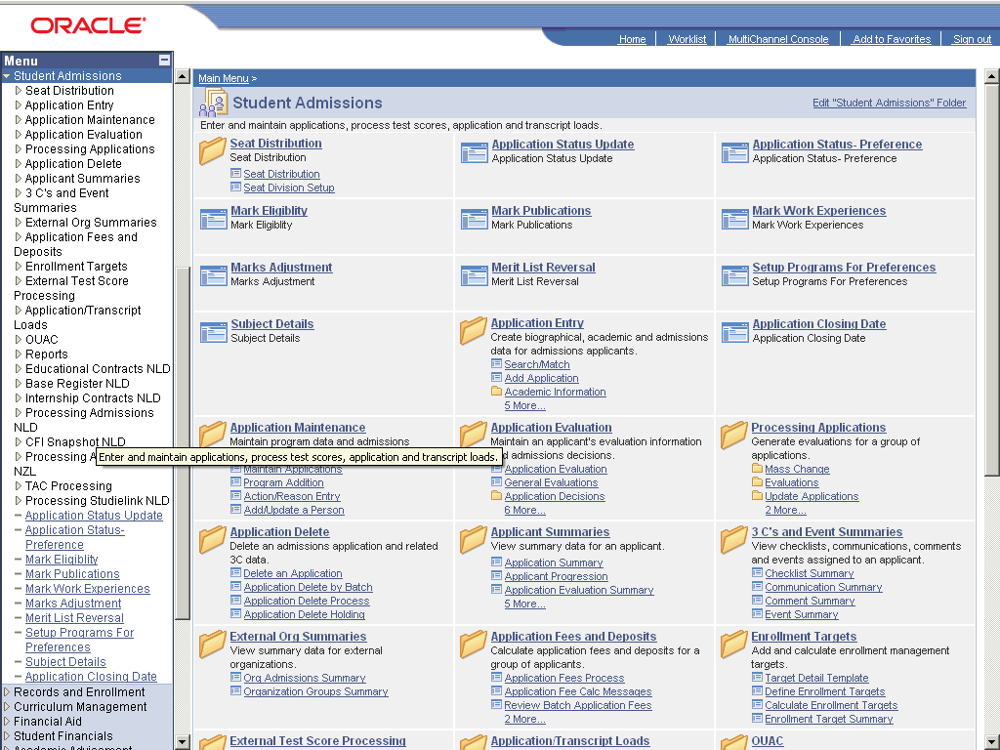 ORACLE®
Home
Worklist
MultiChannel Console
Add to Favorites
Sign out
Menu
Student Admissions
Seat Distribution
Application Entry
Application Maintenance
Application Evaluation
Processing Applications
Application Delete
Applicant Summaries
3 C's and Event
Summaries
External Org Summaries
Application Fees and
Deposits
Enrollment Targets
External Test Score
Processing
Application/Transcript
Loads
OUAC
Reports
Educational Contracts NLD
Base Register NLD
Internship Contracts NLD
Processing Admissions
NLD
CFI Snapshot NLD
Processing A
NZL
TAC Processing
Processing Studielink NLD
Application Status Update
Application Status-
Preference
Mark Eligiblity
Mark Publications
Mark Work Experiences
Marks Adjustment
Merit List Reversal
Setup Programs For
Preferences
Subject Details
Application Closing Date
Records and Enrollment
Curriculum Management
Financial Aid
Student Financials
Academic Advisement
Main Menu >
Student Admissions
Edit "Student Admissions" Folder
Enter and maintain applications, process test scores, application and transcript loads.
Seat Distribution
Seat Distribution
Seat Distribution
Seat Division Setup
Application Status Update
Application Status Update
Application Status- Preference
Application Status- Preference
Mark Eligiblity
Mark Eligiblity
Mark Publications
Mark Publications
Mark Work Experiences
Mark Work Experiences
Marks Adjustment
Marks Adjustment
Merit List Reversal
Merit List Reversal
Setup Programs For Preferences
Setup Programs For Preferences
Subject Details
Subject Details
Application Entry
Create biographical, academic and admissions
data for admissions applicants.
Search/Match
Add Application
Academic Information
5 More...
Application Closing Date
Application Closing Date
Application Maintenance
Maintain program data and admissions
Enter and maintain applications, process test scores, application and transcript loads.
Maintain Applications
Program Addition
Action/Reason Entry
Add/Update a Person
Application Evaluation
Maintain an applicant's evaluation information
d admissions decisions.
Application Evaluation
General Evaluations
Application Decisions
6 More...
Processing Applications
Generate evaluations for a group of
applications.
Mass Change
Evaluations
Update Applications
2 More...
Application Delete
Delete an admissions application and related
3C data.
Delete an Application
Application Delete by Batch
Application Delete Process
Application Delete Holding
Applicant Summaries
View summary data for an applicant.
Application Summary
Applicant Progression
Application Evaluation Summary
5 More...
3 C's and Event Summaries
View checklists, communications, comments
and events assigned to an applicant.
Checklist Summary
Communication Summary
Comment Summary
Event Summary
External Org Summaries
View summary data for external
organizations.
Org Admissions Summary
Organization Groups Summary
Application Fees and Deposits
Calculate application fees and deposits for a
group of applicants.
Application Fees Process
Application Fee Calc Messages
Review Batch Application Fees
2 More...
Enrollment Targets
Add and calculate enrollment management
targets.
Target Detail Template
Define Enrollment Targets
Calculate Enrollment Targets
Enrollment Target Summary
External Test Score Processing
Application/Transcript Loads
OUAC